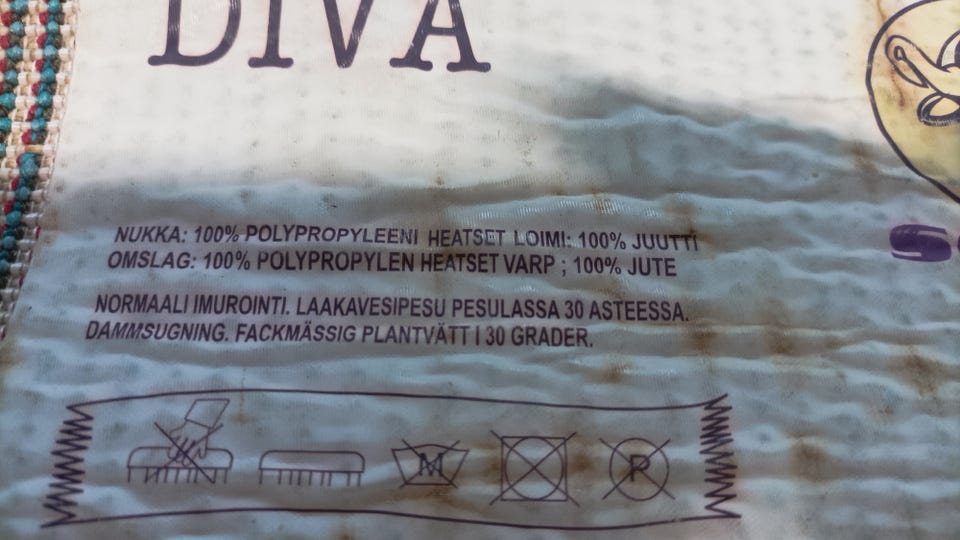 DIVA
NUKKA: 100% POLYPROPYLEENI HEATSET LOIMI: 100% JUUTTI
OMSLAG: 100% POLYPROPYLEN HEATSET VARP ; 100% JUTE
NORMAALI IMUROINTI. LAAKAVESIPESU PESULASSA 30 ASTEESSA.
DAMMSUGNING. FACKMÄSSIG PLANTVÄTT I 30 GRADER.
M P